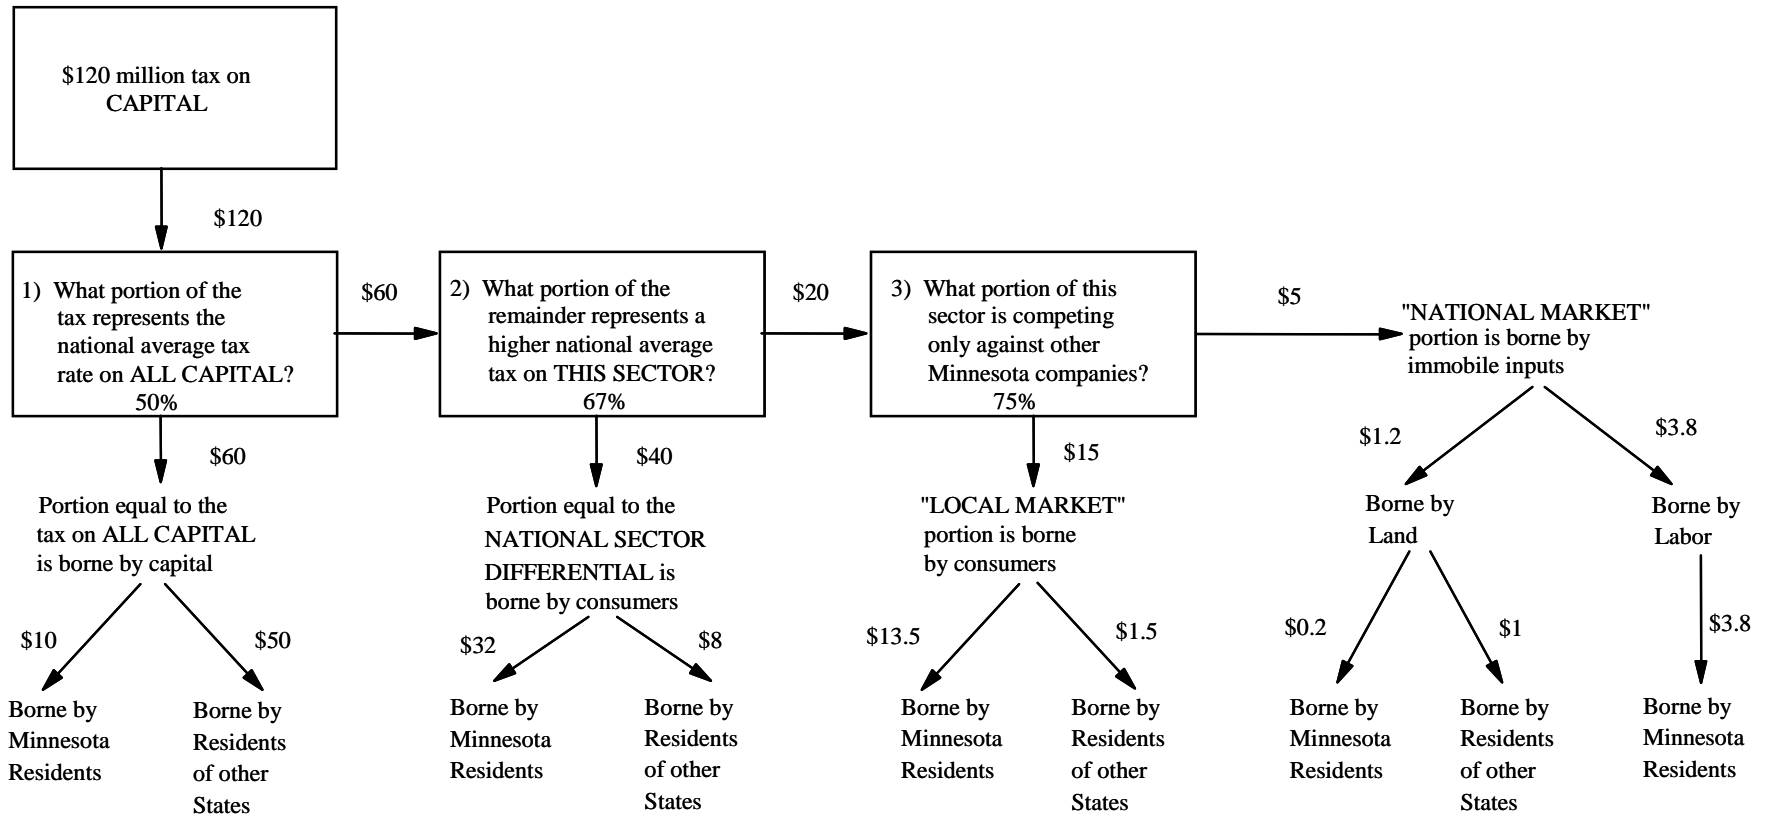 $120 million tax on
CAPITAL
$120
1) What portion of the
tax represents the
national average tax
rate on ALL CAPITAL?
50%
$60
2) What portion of the
remainder represents a
higher national average
tax on THIS SECTOR?
67%
$20
3) What portion of this
sector is competing
only against other
Minnesota companies?
75%
$5
"NATIONAL MARKET"
portion is borne by
immobile inputs
$60
Portion equal to the
tax on ALL CAPITAL
is borne by capital
$40
Portion equal to the
NATIONAL SECTOR
DIFFERENTIAL is
borne by consumers
$15
"LOCAL MARKET"
portion is borne
by consumers
$1.2
Borne by
Land
$3.8
Borne by
Labor
$10
Borne by
Minnesota
Residents
$50
Borne by
Residents
of other
States
$32
Borne by
Minnesota
Residents
$8
Borne by
Residents
of other
States
$13.5
Borne by
Minnesota
Residents
$1.5
Borne by
Residents
of other
States
$0.2
Borne by
Minnesota
Residents
$1
Borne by
Residents
of other
States
$3.8
Borne by
Minnesota
Residents